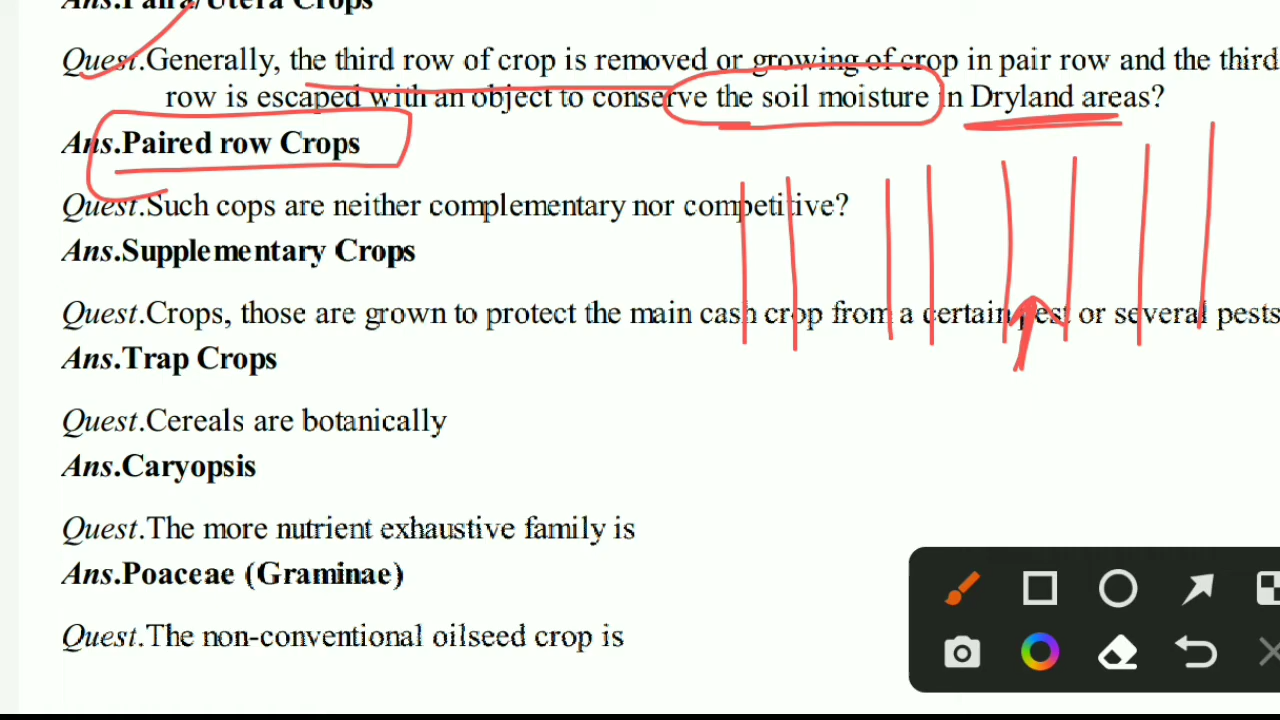 Ans.Paira/Utera Crops
Quest.Generally, the third row of crop is removed or growing of crop in pair row and the third
row is escaped with an object to conserve the soil moisture in Dryland areas?
Ans.Paired row Crops
Quest.Such cops are neither complementary nor competitive?
Ans.Supplementary Crops
Quest.Crops, those are grown to protect the main cash crop from a certain pest or several pests
Ans.Trap Crops
Quest.Cereals are botanically
Ans.Caryopsis
Quest.The more nutrient exhaustive family is
Ans.Poaceae (Graminae)
Quest.The non-conventional oilseed crop is